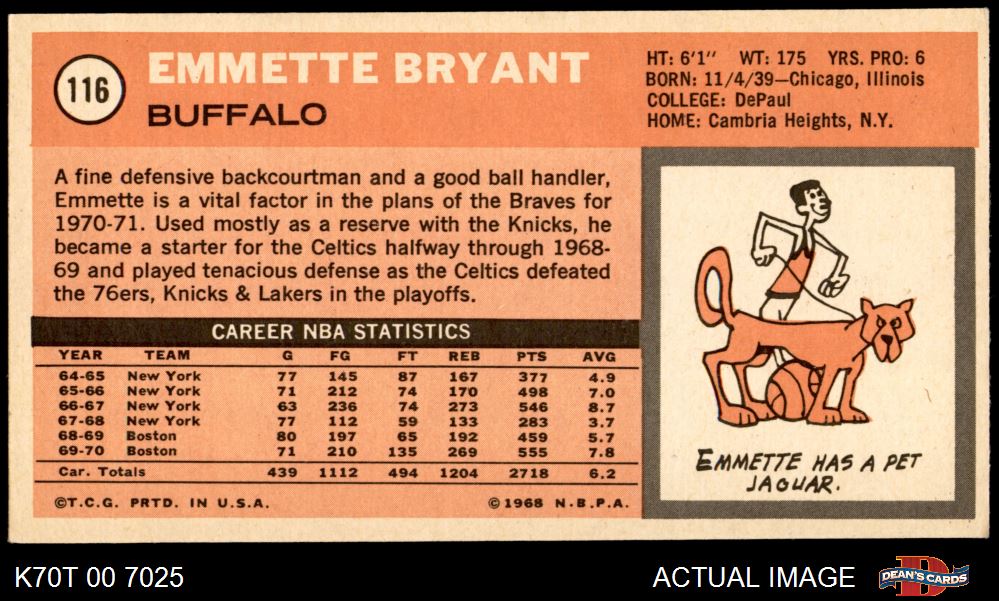 116
EMMETTE BRYANT
BUFFALO
HT: 6'1" WT: 175 YRS. PRO: 6
BORN: 11/4/39—Chicago, Illinois
COLLEGE: DePaul
HOME: Cambria Heights, N.Y.
A fine defensive backcourtman and a good ball handler,
Emmette is a vital factor in the plans of the Braves for
1970-71. Used mostly as a reserve with the Knicks, he
became a starter for the Celtics halfway through 1968-
69 and played tenacious defense as the Celtics defeated
the 76ers, Knicks & Lakers in the playoffs.
CAREER NBA STATISTICS
YEAR TEAM G FG FT REB PTS AVG
64-65 New York 77 145 87 167 377 4.9
65-66 New York 71 212 74 170 498 7.0
66-67 New York 63 236 74 273 546 8.7
67-68 New York 77 112 59 133 283 3.7
68-69 Boston 80 197 65 192 459 5.7
69-70 Boston 71 210 135 269 555 7.8
Car. Totals 439 1112 494 1204 2718 6.2
©T.C.G. PRTD. IN U.S.A. ©1968 N.B.P.A.
EMMETTE HAS A PET
JAGUAR.
K70T 00 7025
ACTUAL IMAGE
D
DEAN'S CARDS